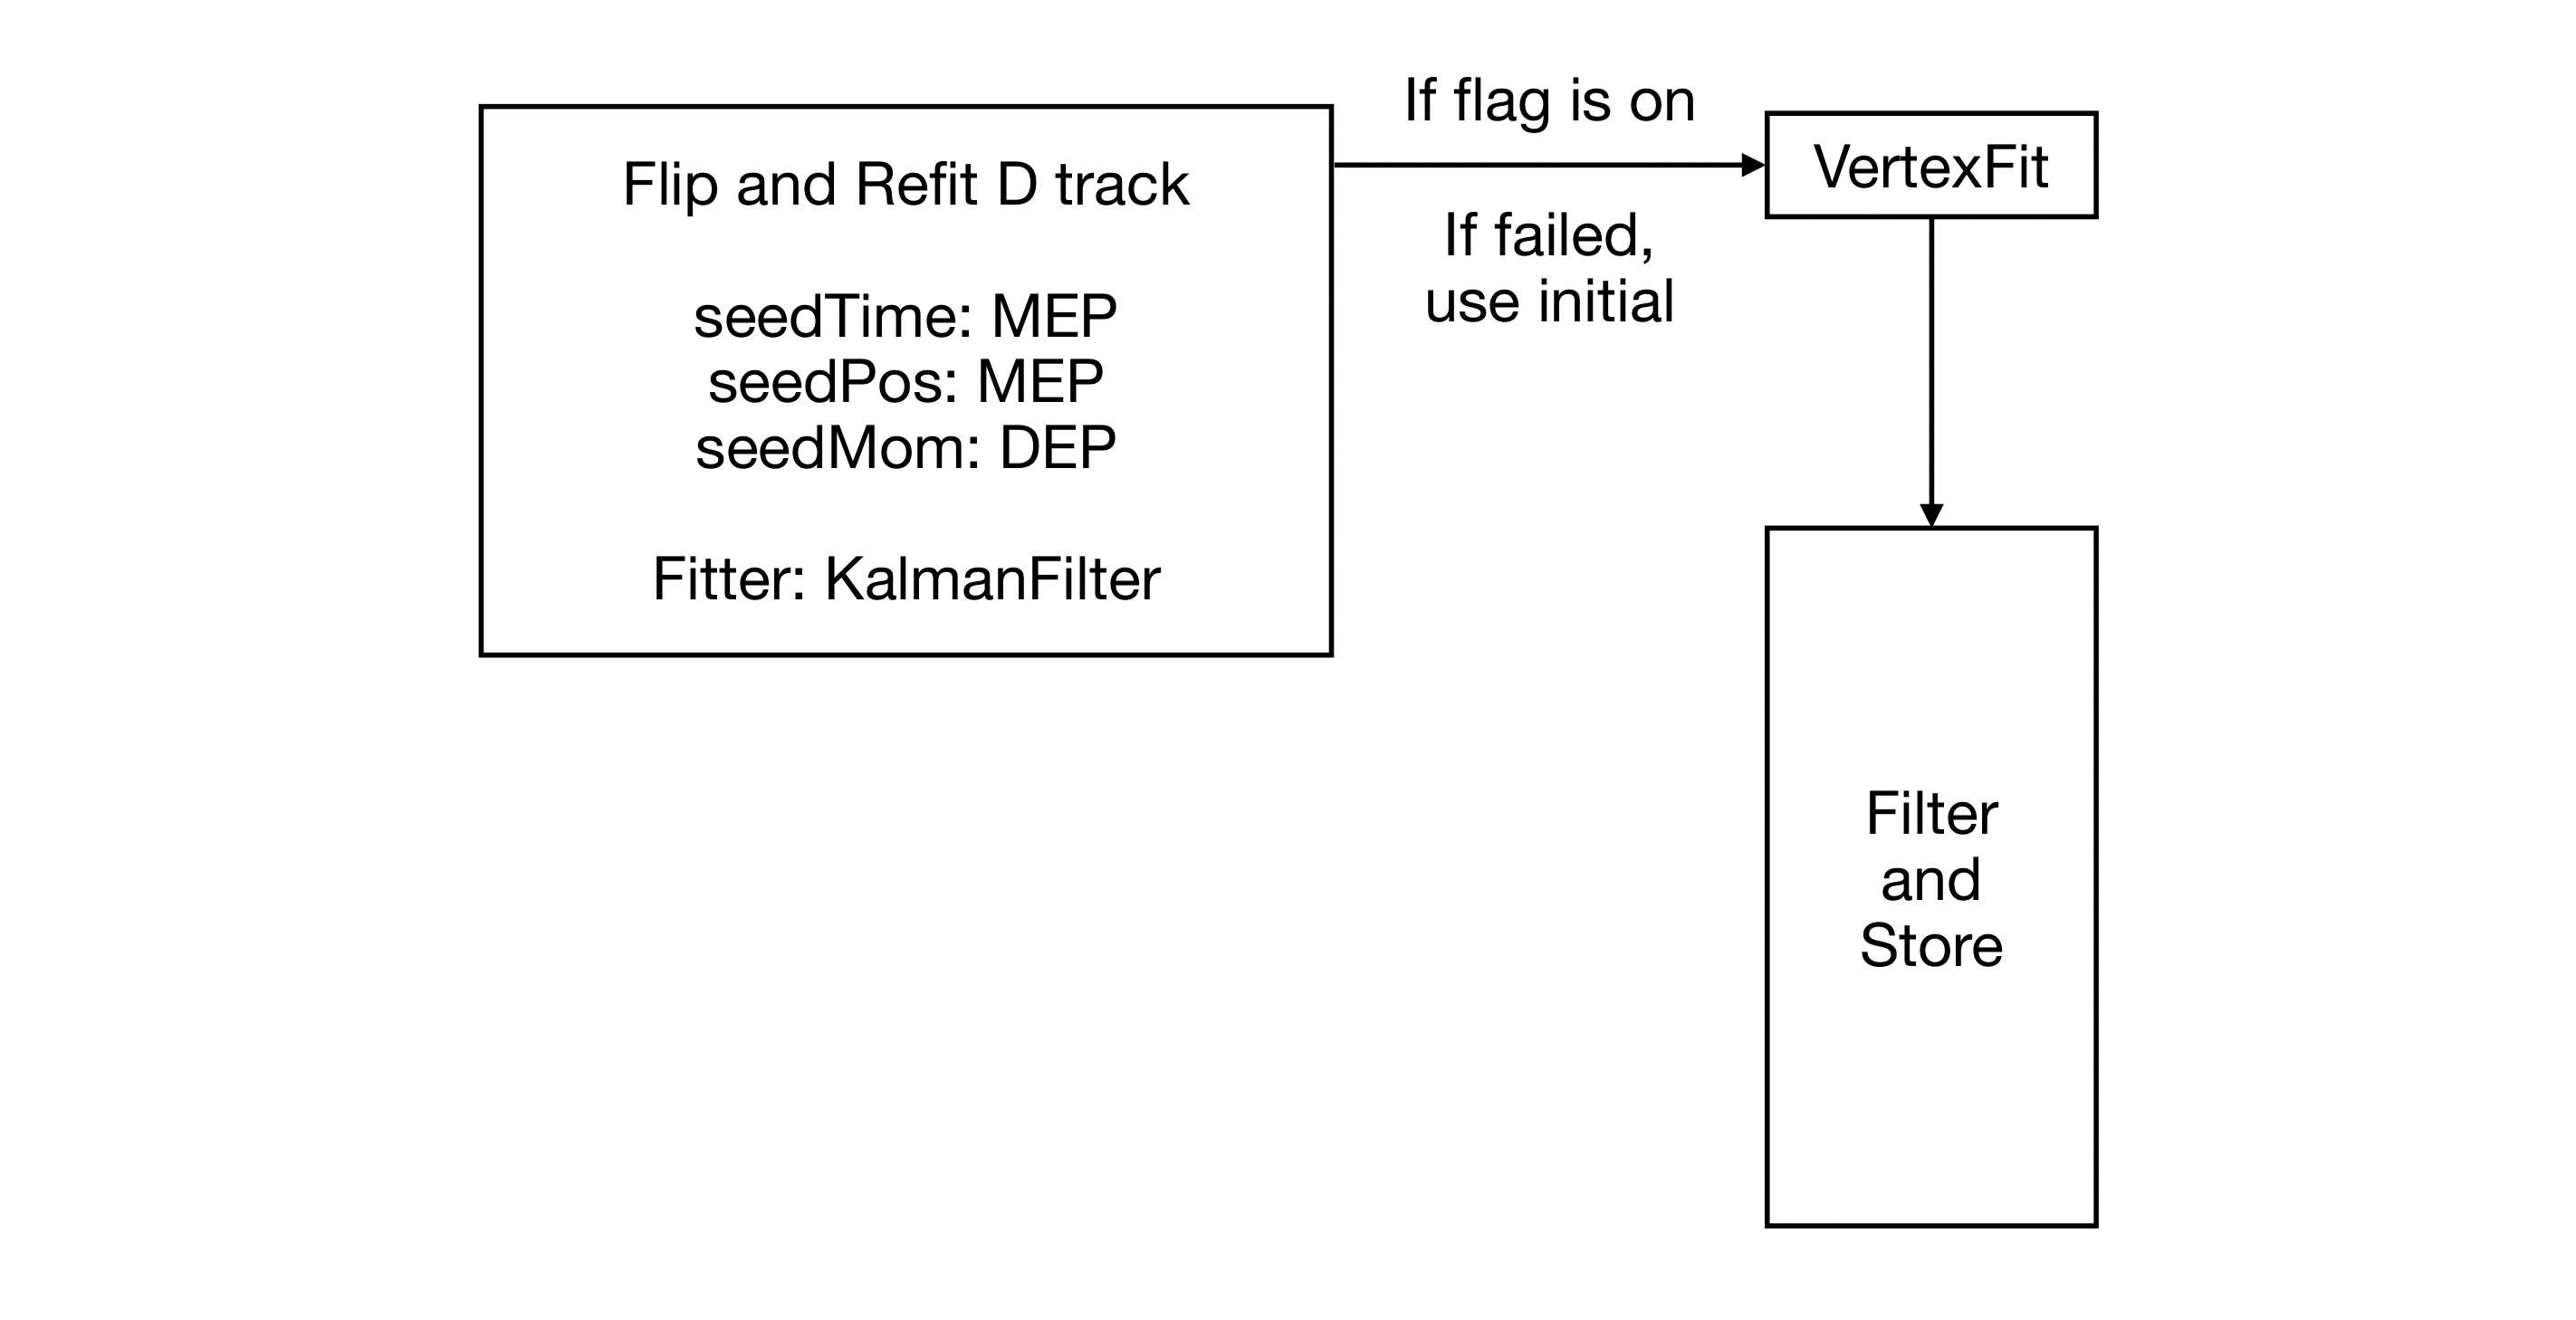 Flip and Refit D track
seedTime: MEP
seedPos: MEP
seedMom: DEP
Fitter: KalmanFilter
If flag is on
If failed,
use initial
VertexFit
Filter
and
Store